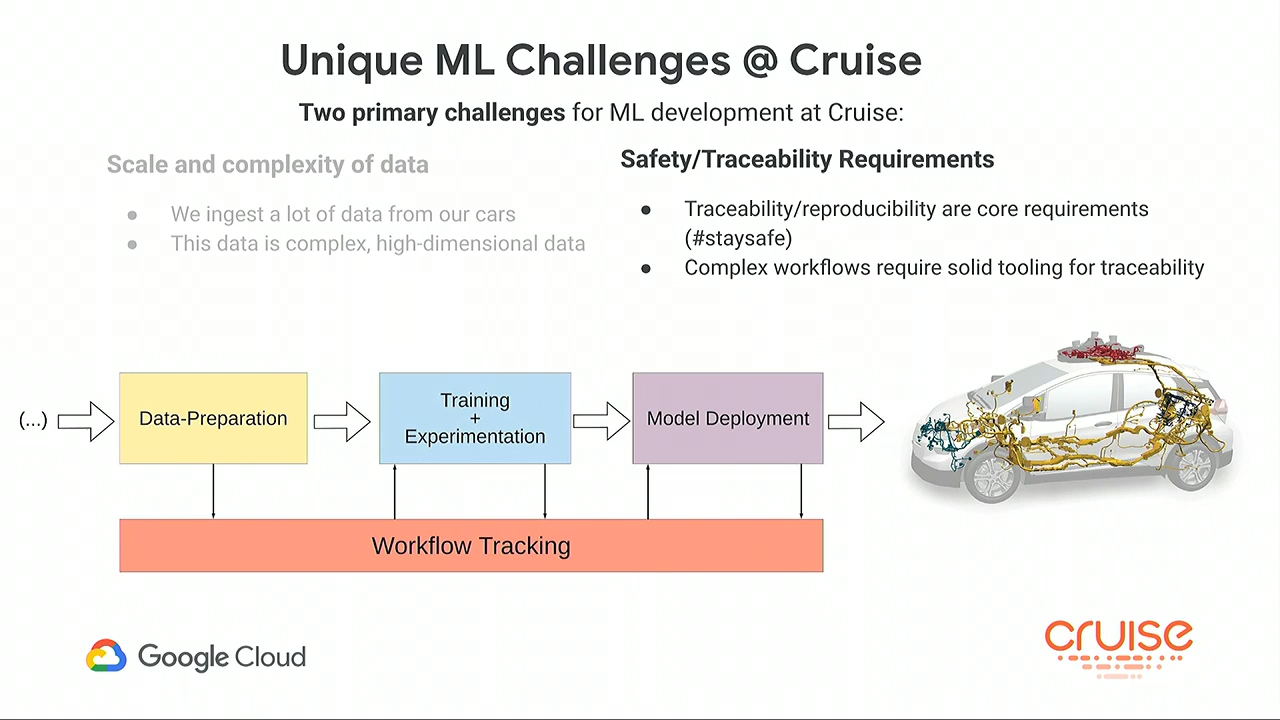 Unique ML Challenges @ Cruise
Two primary challenges for ML development at Cruise:
Scale and complexity of data
● We ingest a lot of data from our cars
● This data is complex, high-dimensional data
Safety/Traceability Requirements
● Traceability/reproducibility are core requirements
(#staysafe)
● Complex workflows require solid tooling for traceability
(...)
Data-Preparation
Training
+
Experimentation
Model Deployment
Workflow Tracking
Google Cloud
cruise